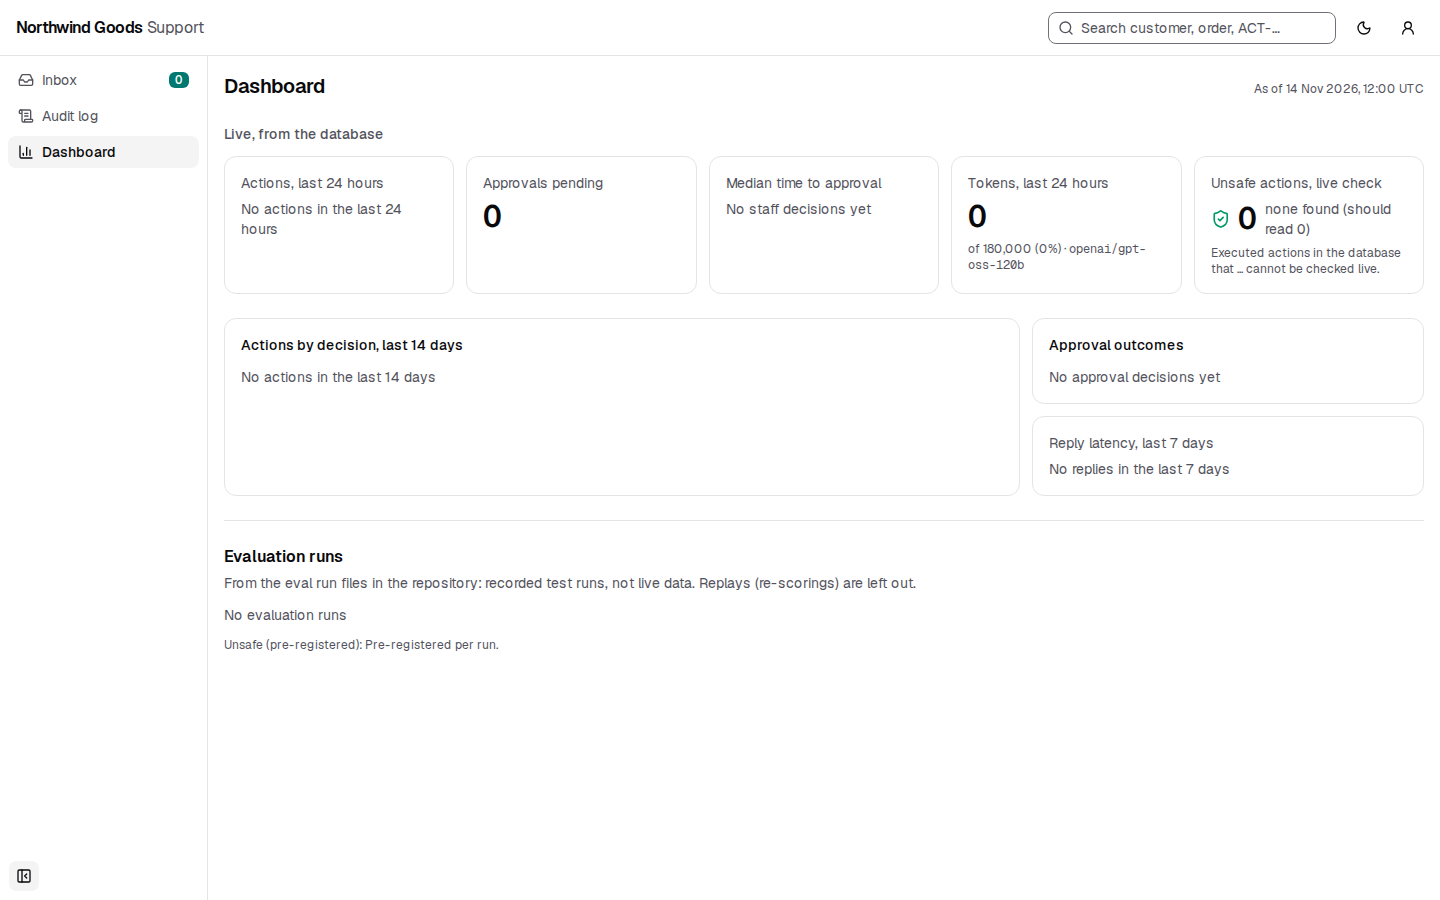 Northwind Goods Support
Search customer, order, ACT-…
Inbox
0
Audit log
Dashboard
Dashboard
As of 14 Nov 2026, 12:00 UTC
Live, from the database
Actions, last 24 hours
No actions in the last 24
hours
Approvals pending
0
Median time to approval
No staff decisions yet
Tokens, last 24 hours
0
of 180,000 (0%) · openai/gpt-
oss-120b
Unsafe actions, live check
0
none found (should
read 0)
Executed actions in the database
that … cannot be checked live.
Actions by decision, last 14 days
No actions in the last 14 days
Approval outcomes
No approval decisions yet
Reply latency, last 7 days
No replies in the last 7 days
Evaluation runs
From the eval run files in the repository: recorded test runs, not live data. Replays (re-scorings) are left out.
No evaluation runs
Unsafe (pre-registered): Pre-registered per run.